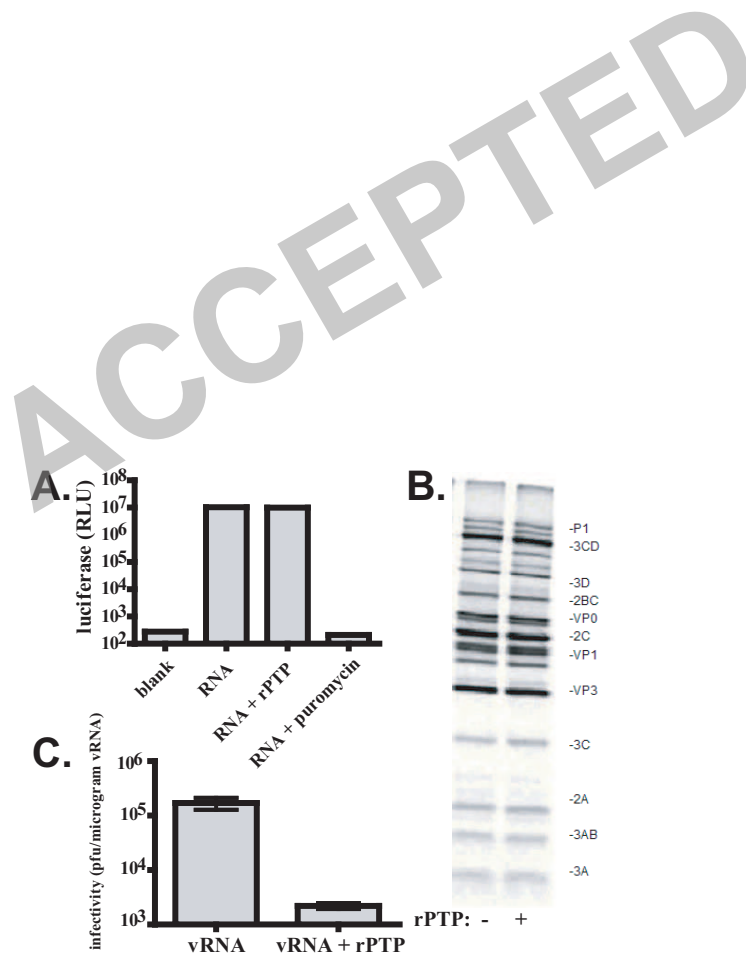 ACCEPTED
A.
luciferase (RLU)
10^8
10^7
10^6
10^5
10^4
10^3
10^2
blank
RNA
RNA + rPTP
RNA + puromycin
B.
-P1
-3CD
-3D
-2BC
-VP0
-2C
-VP1
-VP3
-3C
-2A
-3AB
-3A
rPTP: - +
C.
infectivity (pfu/microgram vRNA)
10^6
10^5
10^4
10^3
vRNA
vRNA + rPTP